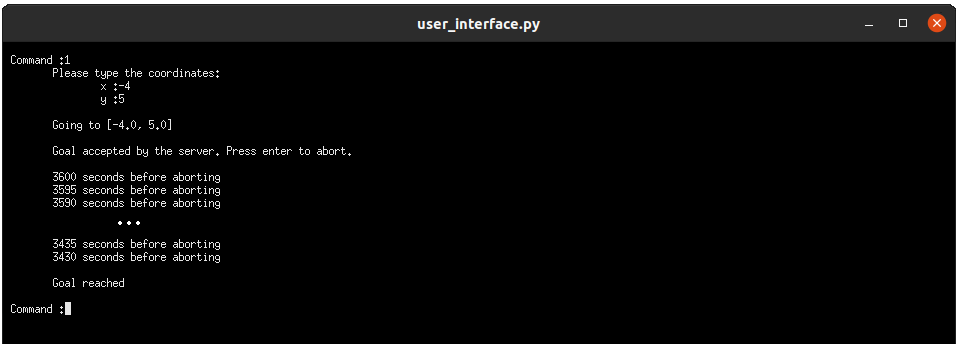 user_interface.py
Command :1
Please type the coordinates:
x :-4
y :5
Going to [-4.0, 5.0]
Goal accepted by the server. Press enter to abort.
3600 seconds before aborting
3595 seconds before aborting
3590 seconds before aborting
...
3435 seconds before aborting
3430 seconds before aborting
Goal reached
Command :